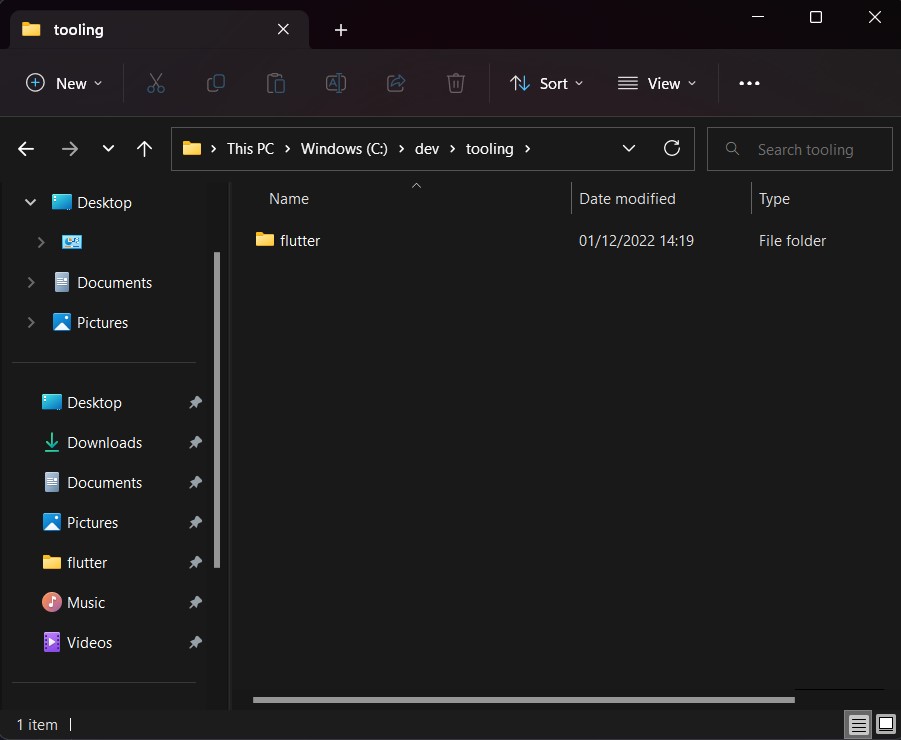 tooling
New
Sort
View
This PC
Windows (C:)
dev
tooling
Search tooling
Desktop
Documents
Pictures
Desktop
Downloads
Documents
Pictures
flutter
Music
Videos
Name Date modified Type
flutter 01/12/2022 14:19 File folder
1 item